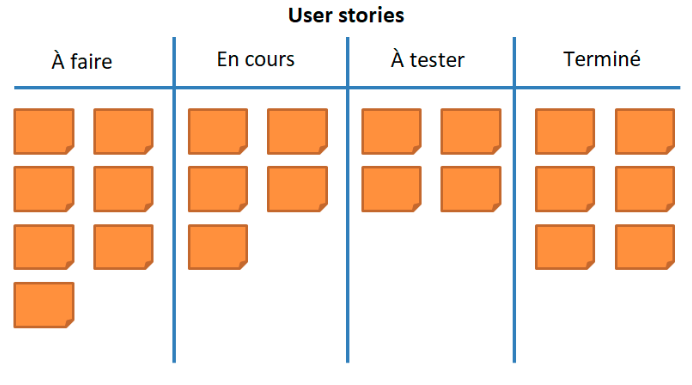 User stories
À faire
En cours
À tester
Terminé